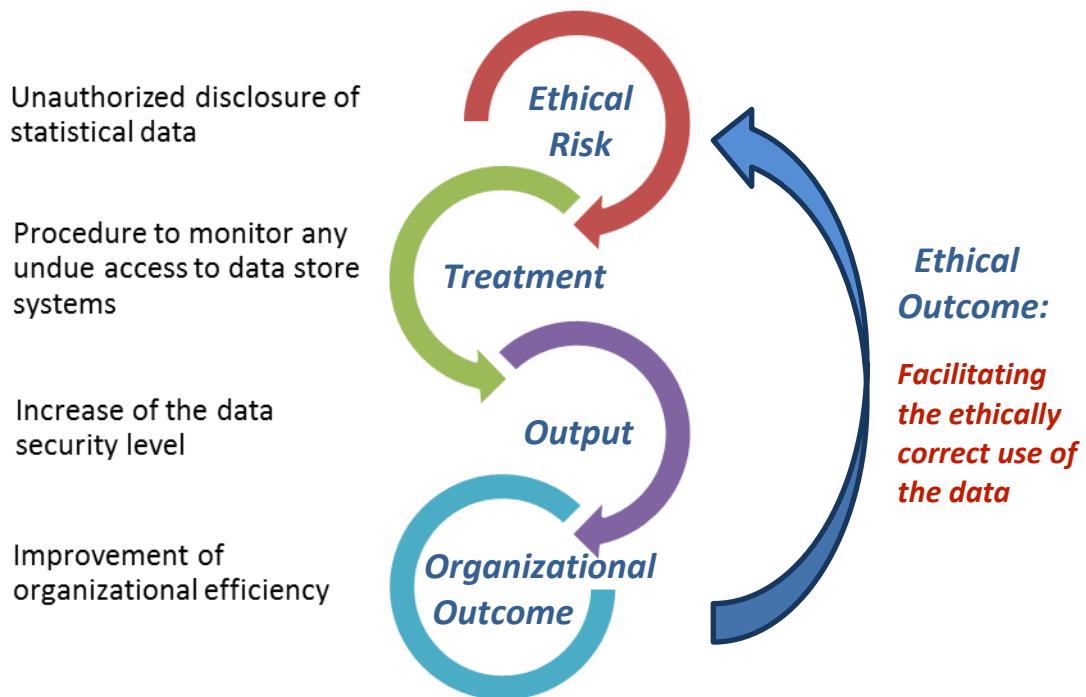 Unauthorized disclosure of
statistical data
Ethical
Risk
Procedure to monitor any
undue access to data store
systems
Treatment
Increase of the data
security level
Output
Improvement of
organizational efficiency
Organizational
Outcome
Ethical
Outcome:
Facilitating
the ethically
correct use of
the data